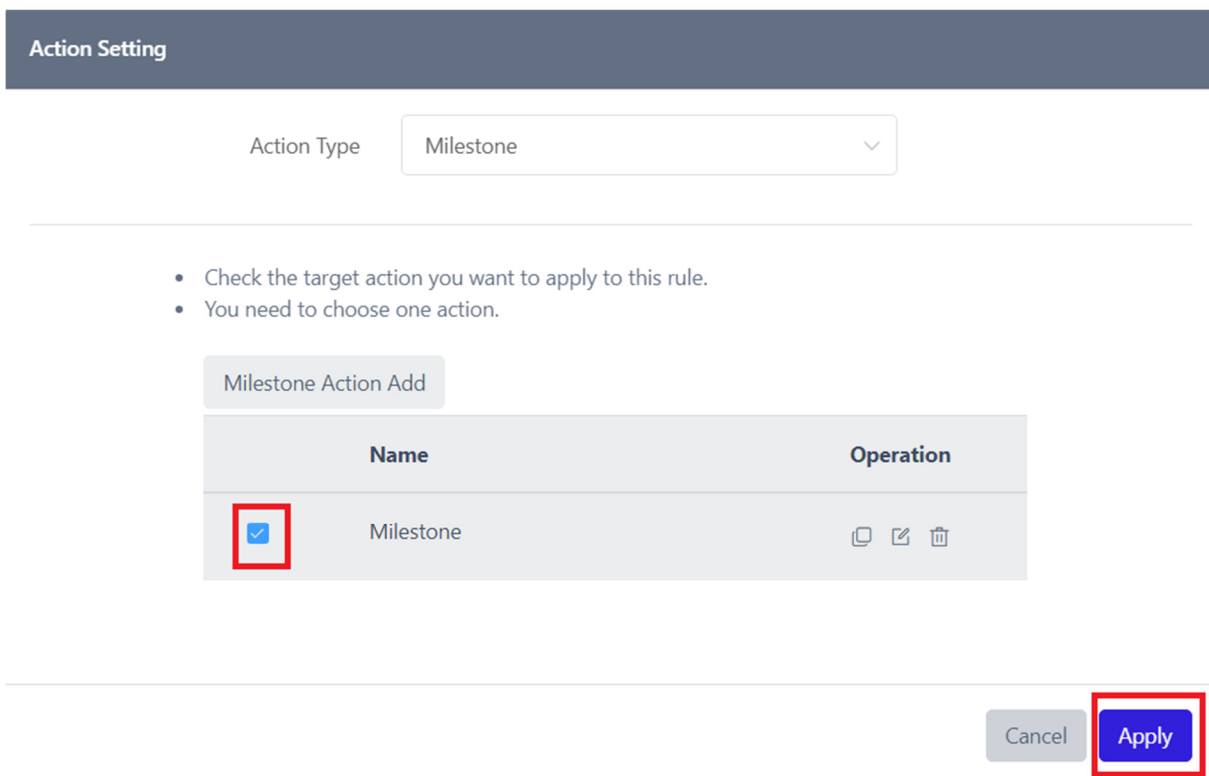 Action Setting
Action Type
Milestone
Check the target action you want to apply to this rule.
You need to choose one action.
Milestone Action Add
Name Operation
Milestone
Cancel Apply